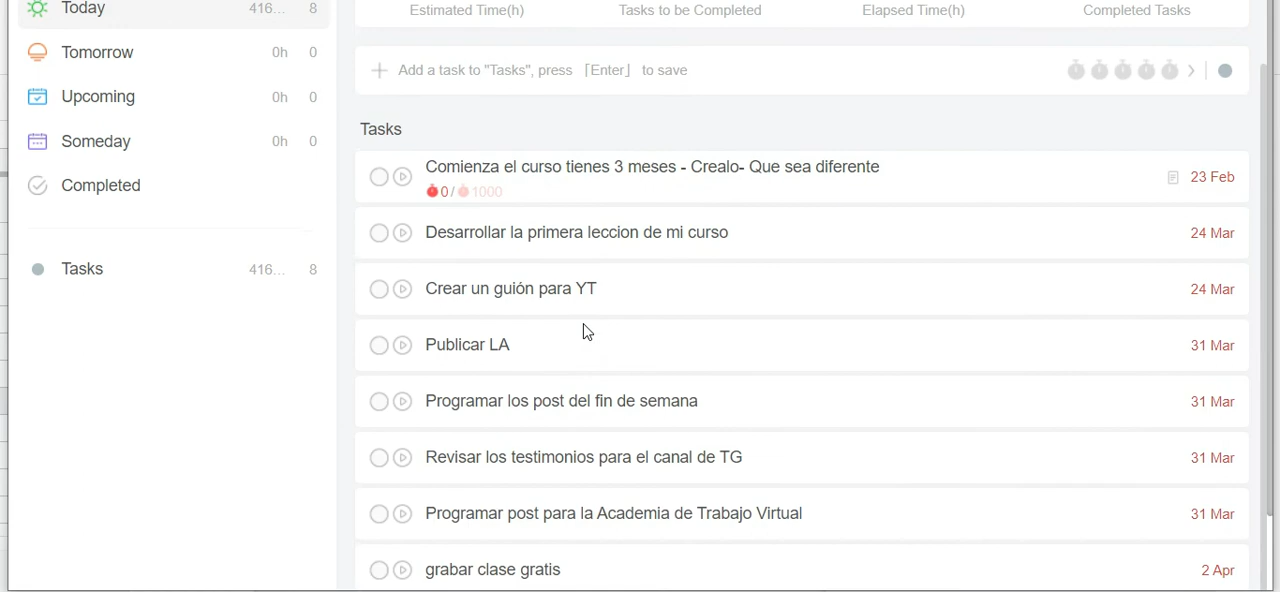 Today 416... 8
Tomorrow 0h 0
Upcoming 0h 0
Someday 0h 0
Completed
Tasks 416... 8
Estimated Time(h) Tasks to be Completed Elapsed Time(h) Completed Tasks
Add a task to "Tasks", press ｢Enter｣ to save
Tasks
Comienza el curso tienes 3 meses - Crealo- Que sea diferente 23 Feb
0/1000
Desarrollar la primera leccion de mi curso 24 Mar
Crear un guión para YT 24 Mar
Publicar LA 31 Mar
Programar los post del fin de semana 31 Mar
Revisar los testimonios para el canal de TG 31 Mar
Programar post para la Academia de Trabajo Virtual 31 Mar
grabar clase gratis 2 Apr